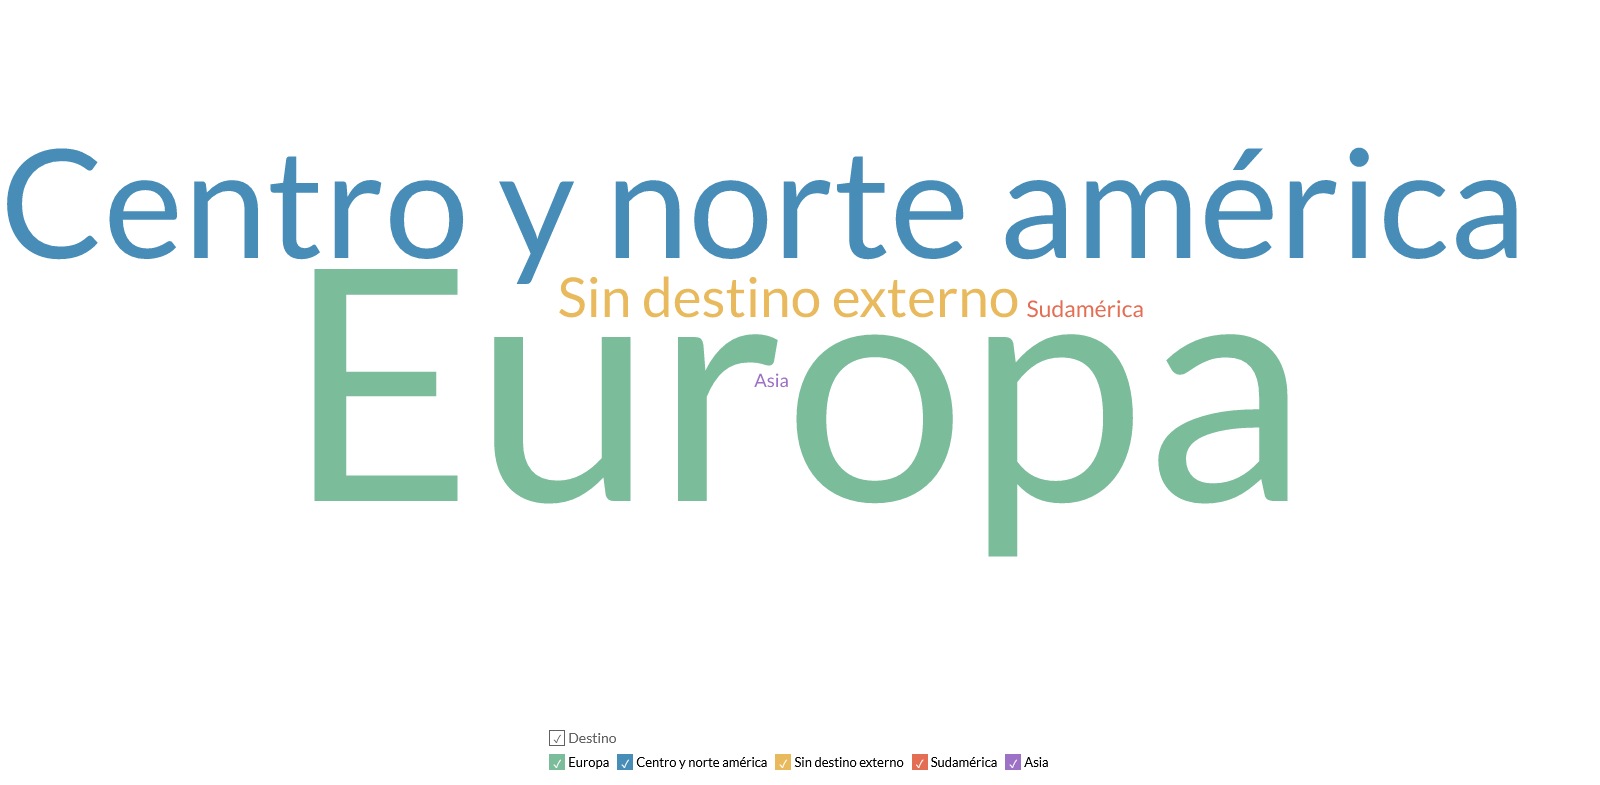 Centro y norte américa
Sin destino externo Sudamérica
Europa
Asia
Destino
Europa Centro y norte américa Sin destino externo Sudamérica Asia